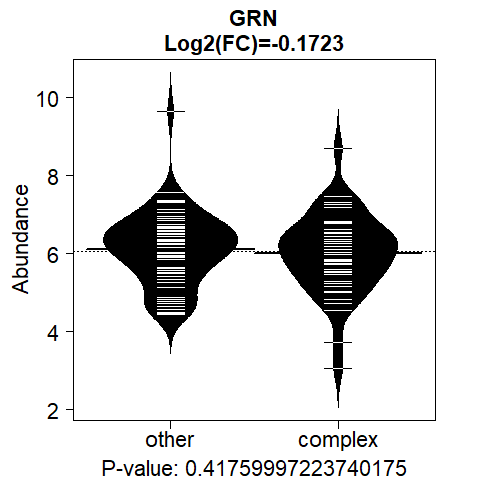 GRN
Log2(FC)=-0.1723
Abundance
10
8
6
4
2
other complex
P-value: 0.41759997223740175